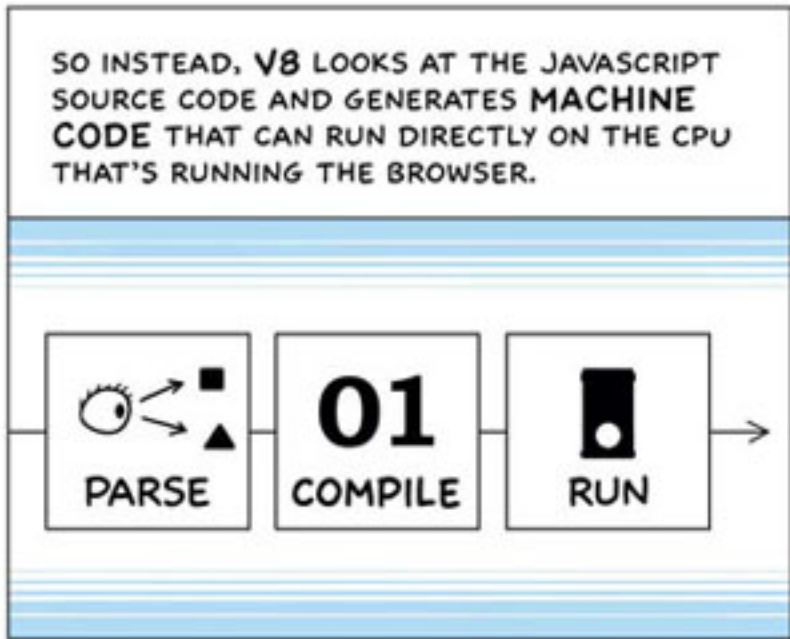 SO INSTEAD, V8 LOOKS AT THE JAVASCRIPT
SOURCE CODE AND GENERATES MACHINE
CODE THAT CAN RUN DIRECTLY ON THE CPU
THAT'S RUNNING THE BROWSER.
01
PARSE COMPILE RUN